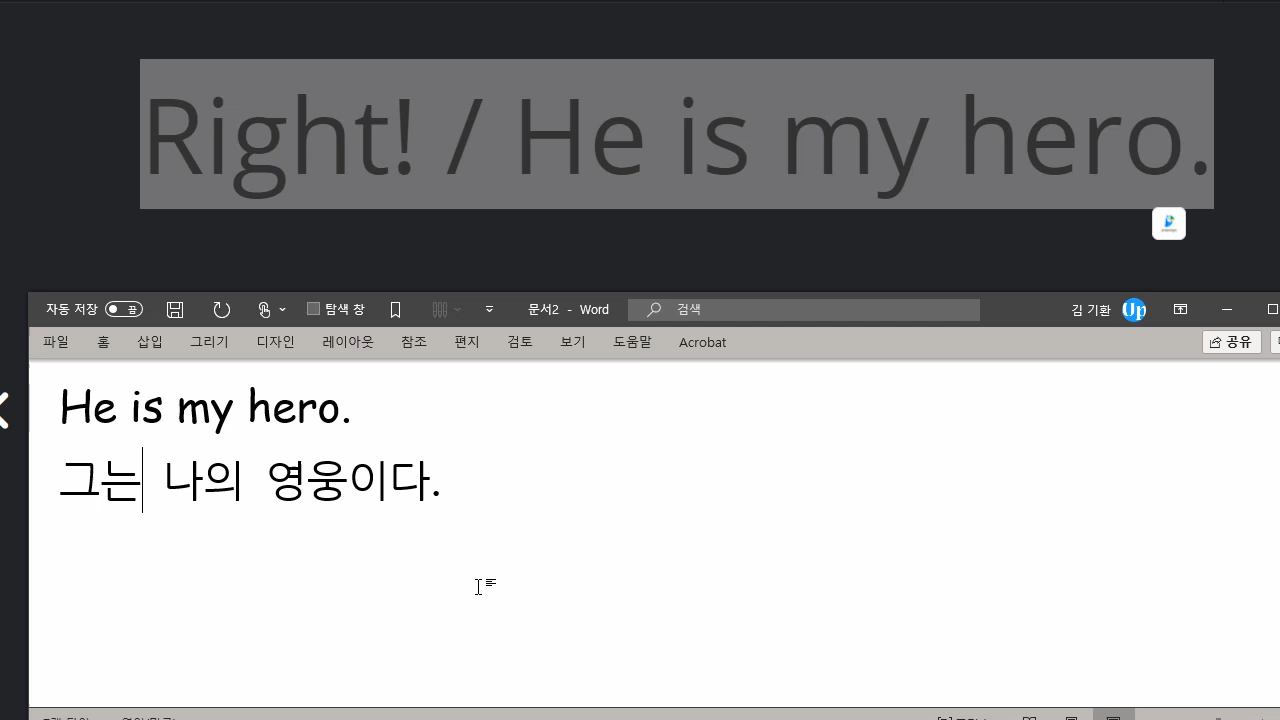 Right! / He is my hero.
자동 저장 끔 탐색 창 문서2 - Word 검색 김 기환 Up
파일 홈 삽입 그리기 디자인 레이아웃 참조 편지 검토 보기 도움말 Acrobat 공유
He is my hero.
그는 나의 영웅이다.